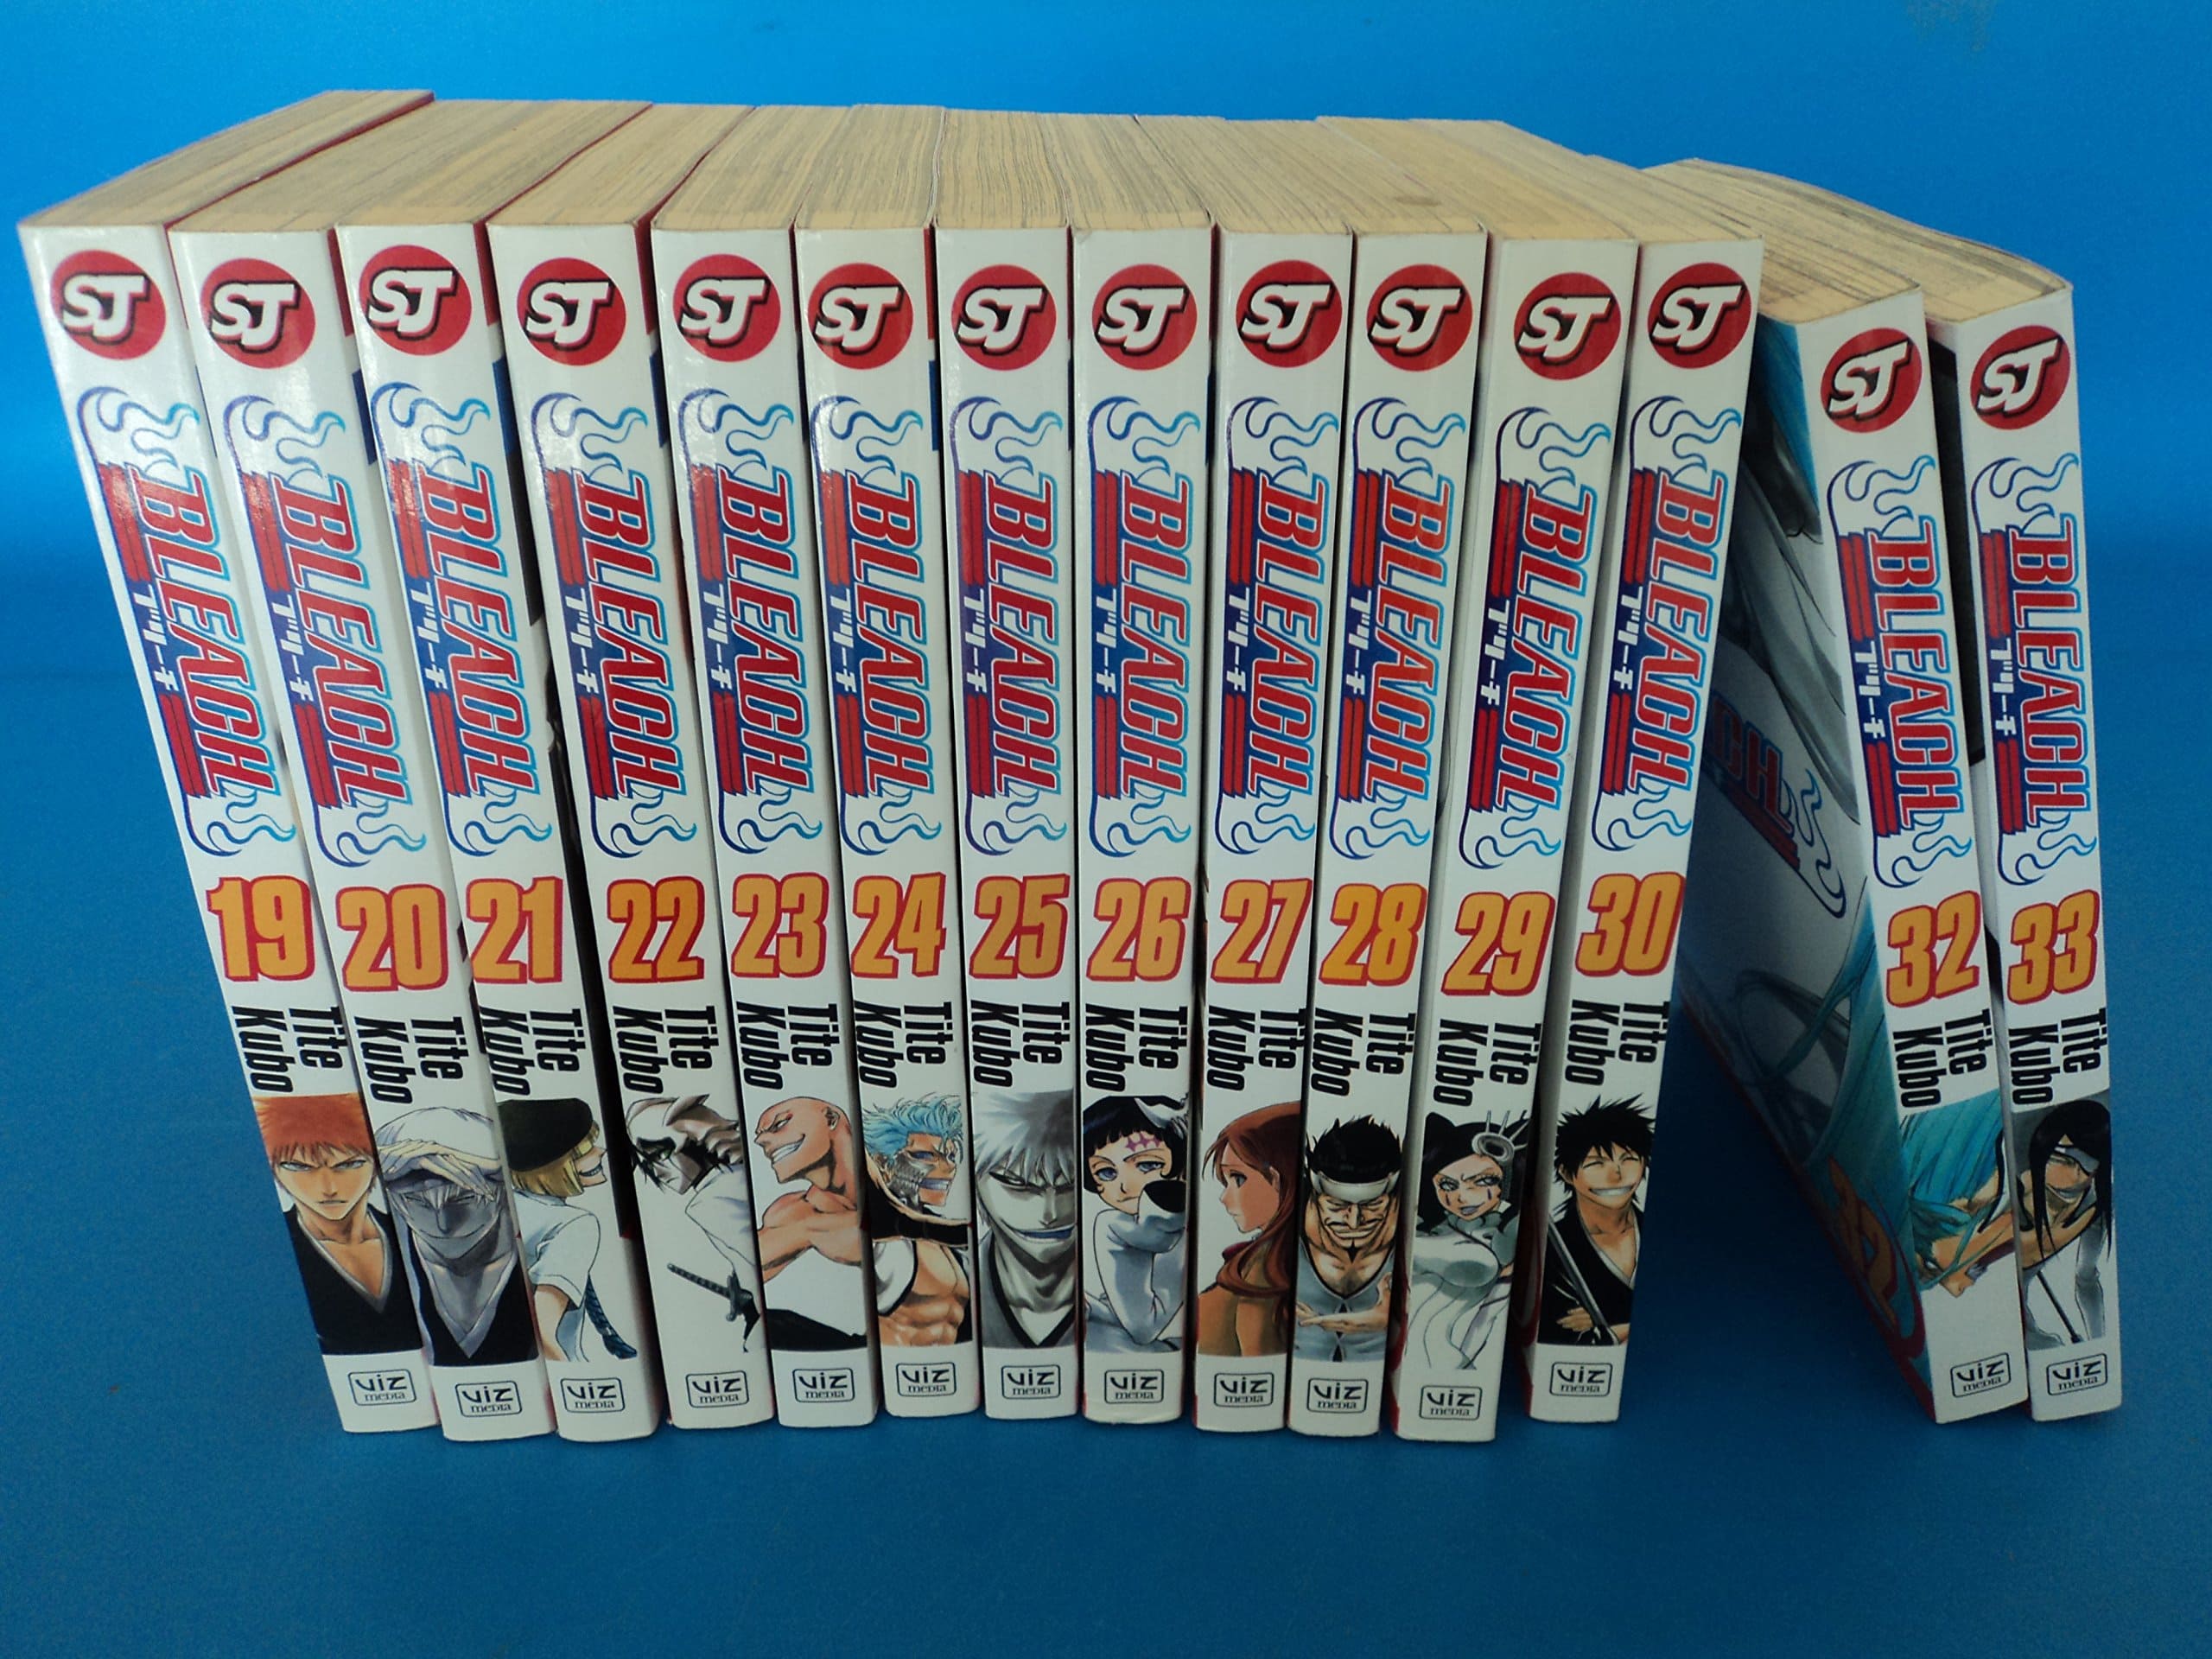 SJ
BLEACH
ブリーチ
19
Tite
Kubo
VIZ
MEDIA
SJ
BLEACH
ブリーチ
20
Tite
Kubo
VIZ
MEDIA
SJ
BLEACH
ブリーチ
21
Tite
Kubo
VIZ
MEDIA
SJ
BLEACH
ブリーチ
22
Tite
Kubo
VIZ
MEDIA
SJ
BLEACH
ブリーチ
23
Tite
Kubo
VIZ
MEDIA
SJ
BLEACH
ブリーチ
24
Tite
Kubo
VIZ
MEDIA
SJ
BLEACH
ブリーチ
25
Tite
Kubo
VIZ
MEDIA
SJ
BLEACH
ブリーチ
26
Tite
Kubo
VIZ
MEDIA
SJ
BLEACH
ブリーチ
27
Tite
Kubo
VIZ
MEDIA
SJ
BLEACH
ブリーチ
28
Tite
Kubo
VIZ
MEDIA
SJ
BLEACH
ブリーチ
29
Tite
Kubo
VIZ
MEDIA
SJ
BLEACH
ブリーチ
30
Tite
Kubo
VIZ
MEDIA
SJ
BLEACH
ブリーチ
32
Tite
Kubo
VIZ
MEDIA
SJ
BLEACH
ブリーチ
33
Tite
Kubo
VIZ
MEDIA